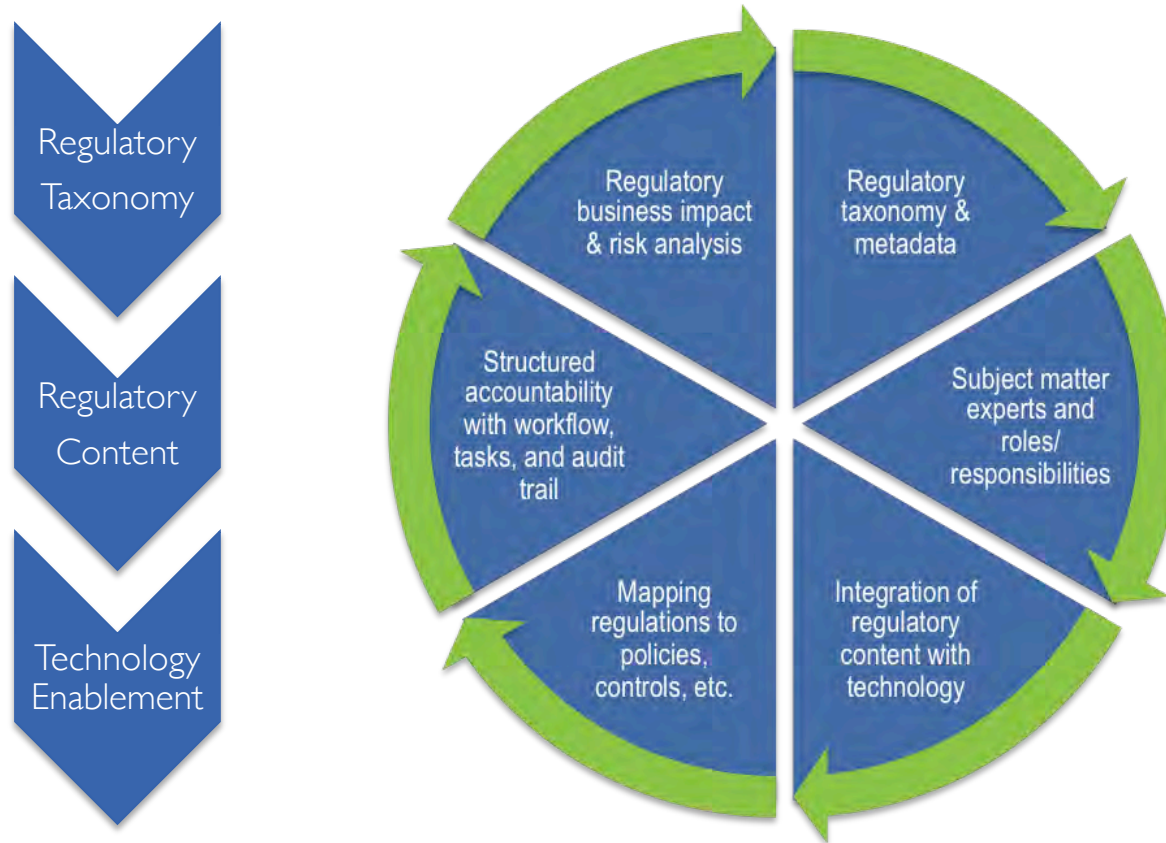 Regulatory
Taxonomy
Regulatory
Content
Technology
Enablement
Regulatory
business impact
& risk analysis
Regulatory
taxonomy &
metadata
Structured
accountability
with workflow,
tasks, and audit
trail
Subject matter
experts and
roles/
responsibilities
Mapping
regulations to
policies,
controls, etc.
Integration of
regulatory
content with
technology